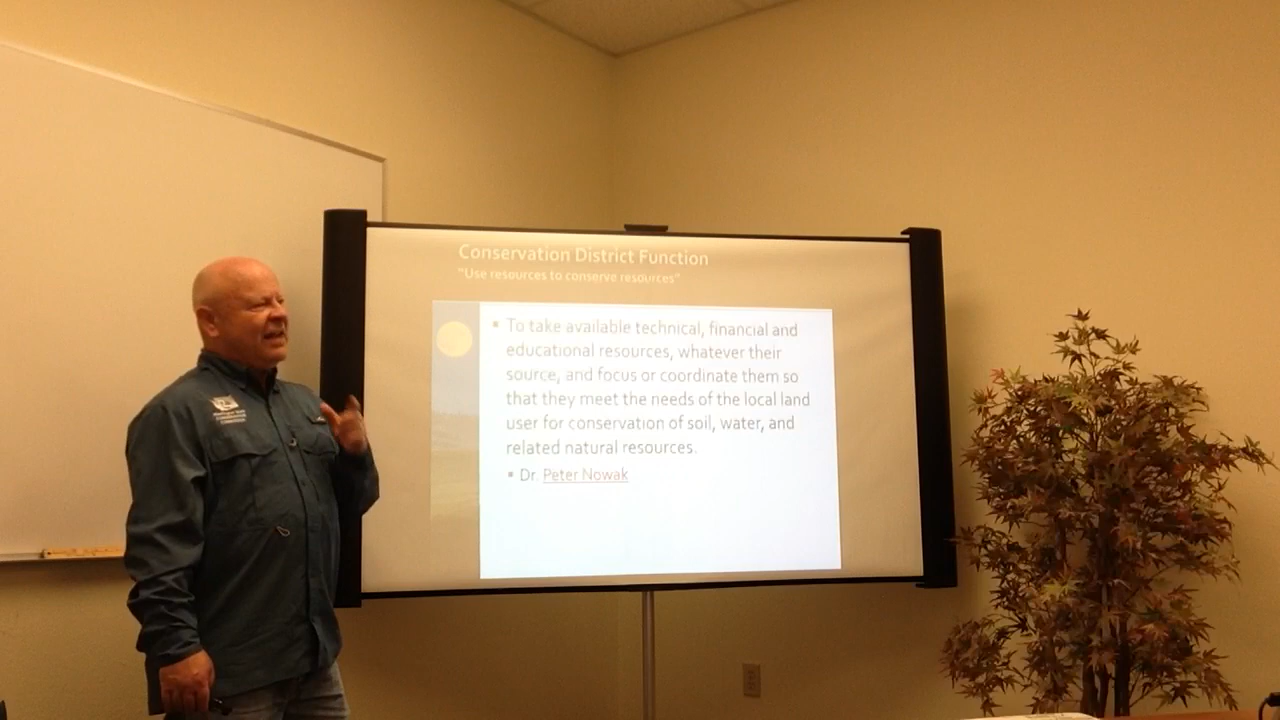 Conservation District Function
"Use resources to conserve resources"
▪ To take available technical, financial and
educational resources, whatever their
source, and focus or coordinate them so
that they meet the needs of the local land
user for conservation of soil, water, and
related natural resources.
▪ Dr. Peter Nowak